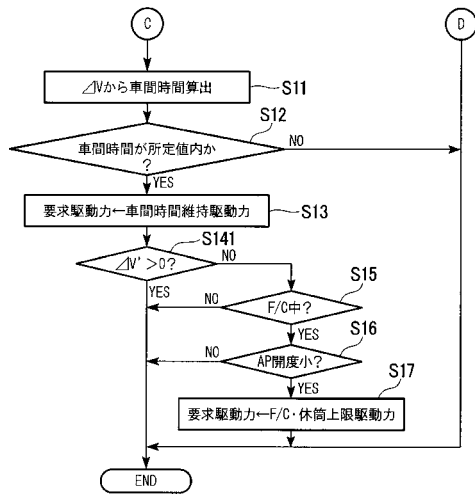 C
D
⊿Vから車間時間算出
S11
S12
車間時間が所定値内か
?
NO
YES
要求駆動力←車間時間維持駆動力
S13
S141
⊿V'>0?
NO
YES
S15
F/C中?
NO
YES
S16
AP開度小?
NO
YES
S17
要求駆動力←F/C・休筒上限駆動力
END